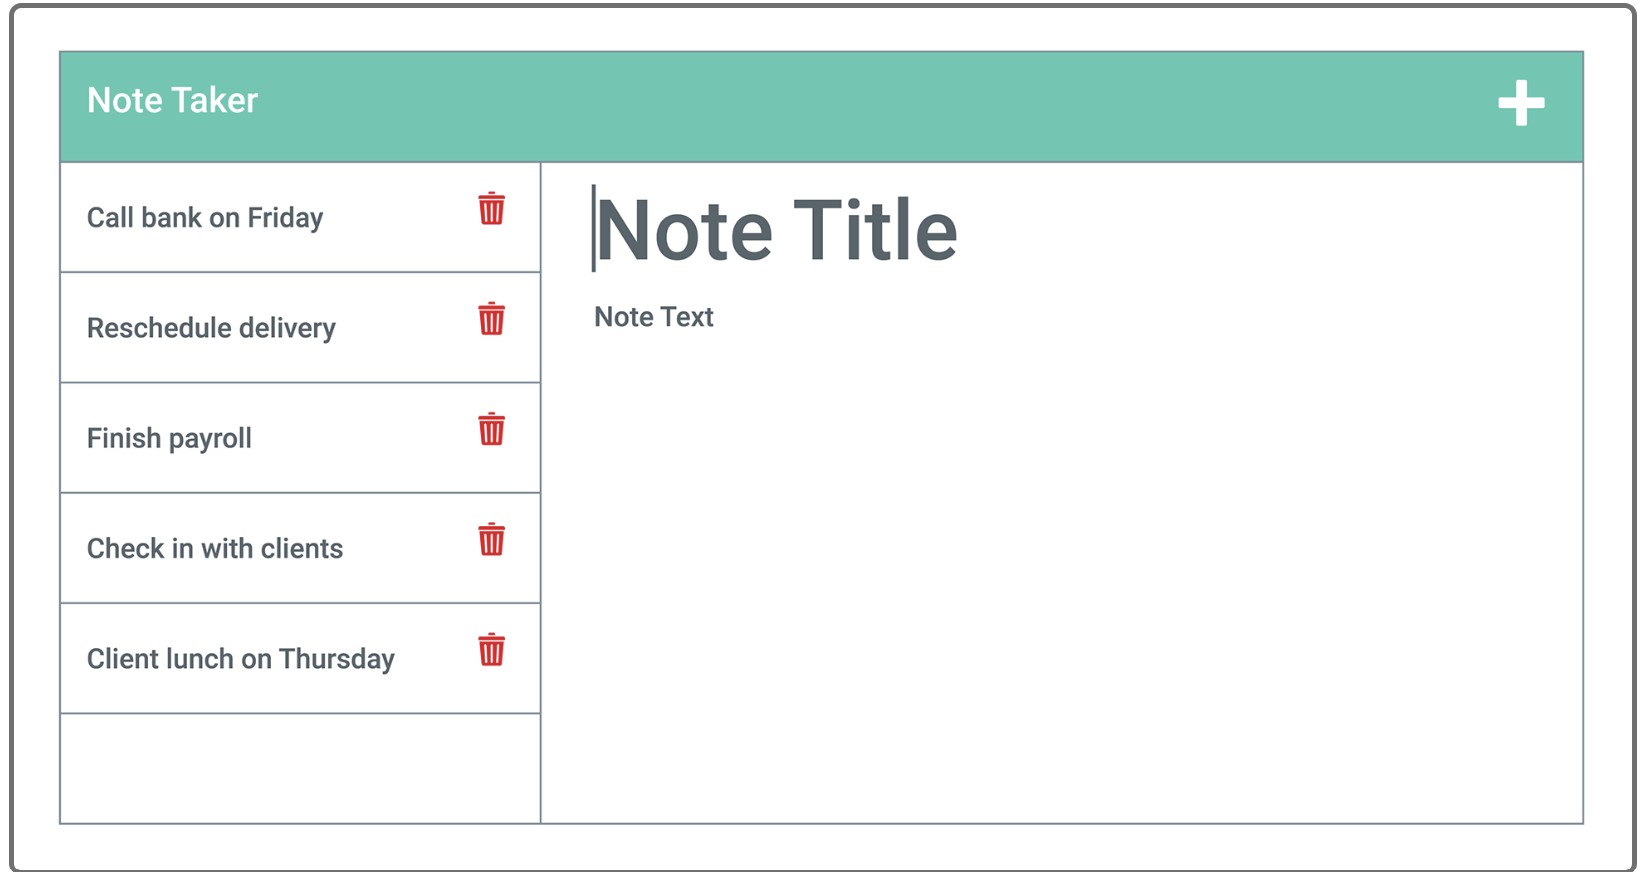 Note Taker
Call bank on Friday
Reschedule delivery
Finish payroll
Check in with clients
Client lunch on Thursday
Note Title
Note Text